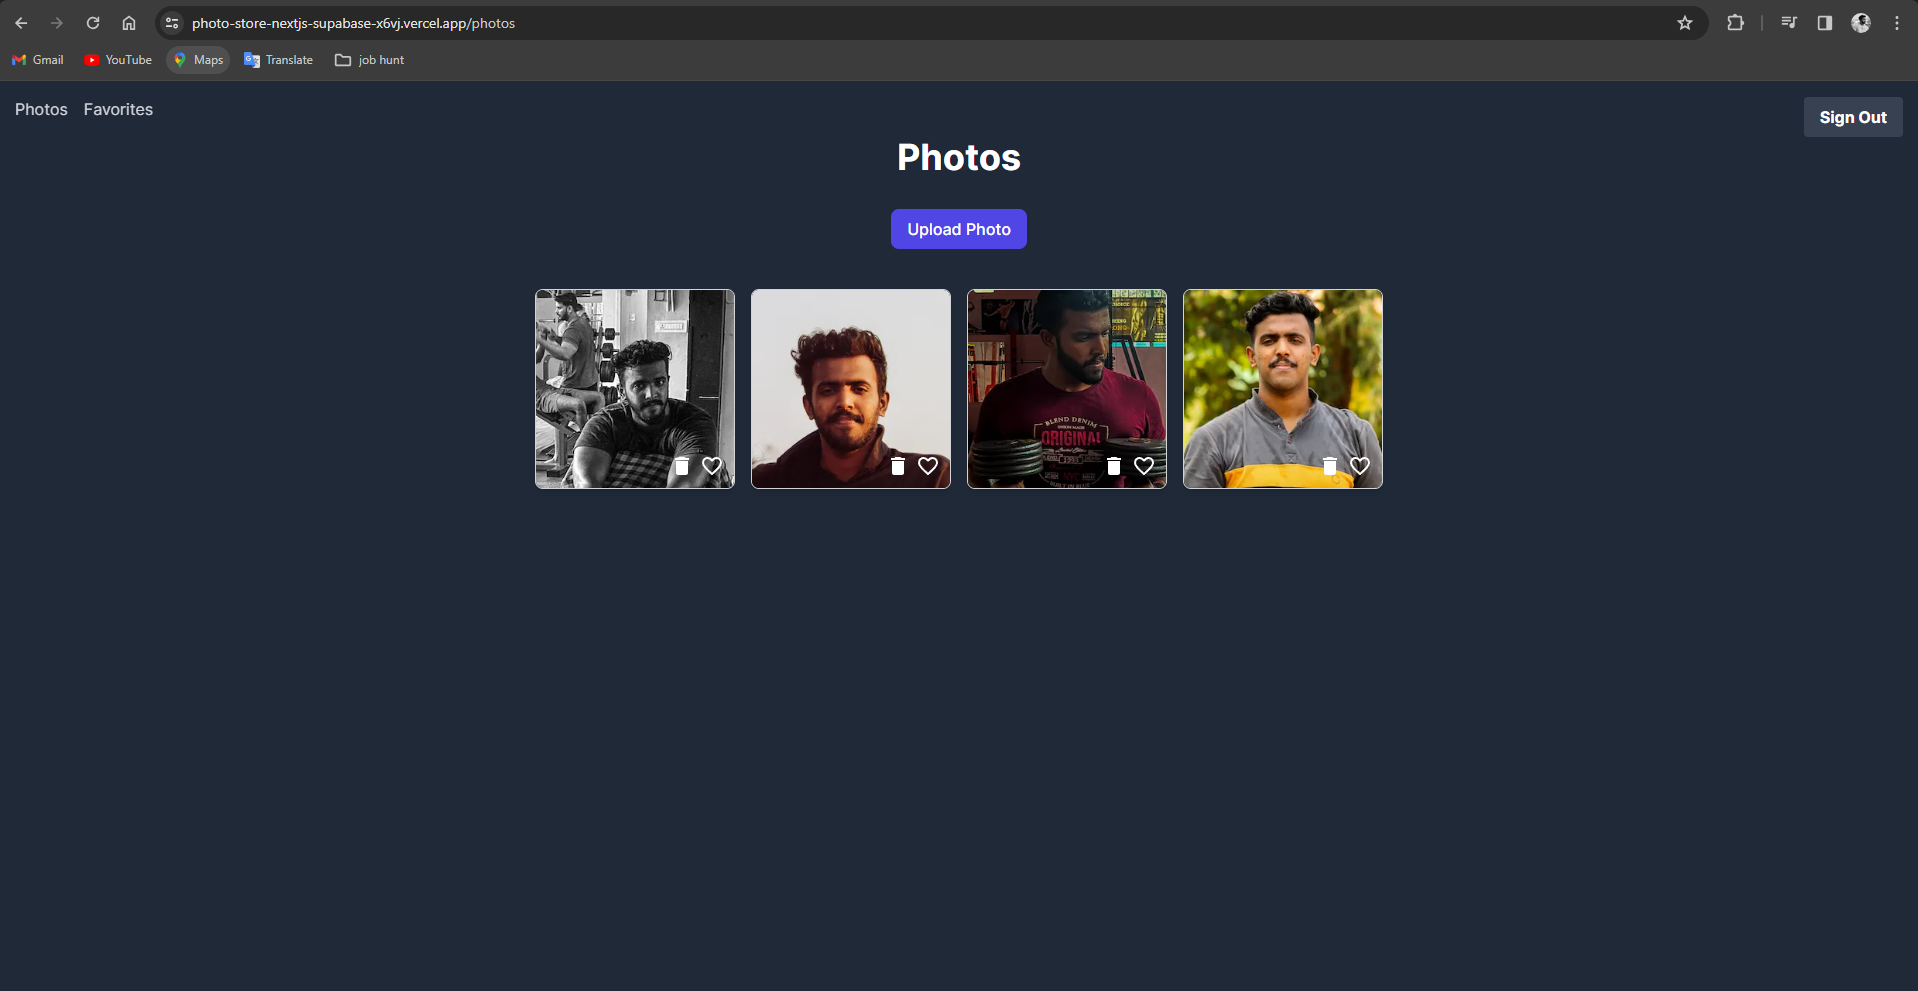 photo-store-nextjs-supabase-x6vj.vercel.app/photos
Gmail YouTube Maps Translate job hunt
Photos Favorites
Sign Out
Photos
Upload Photo
BLEND DENIM
ORIGINAL